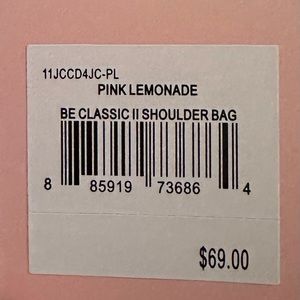 11JCCD4JC-PL
PINK LEMONADE
BE CLASSIC II SHOULDER BAG
8 85919 73686 4
$69.00